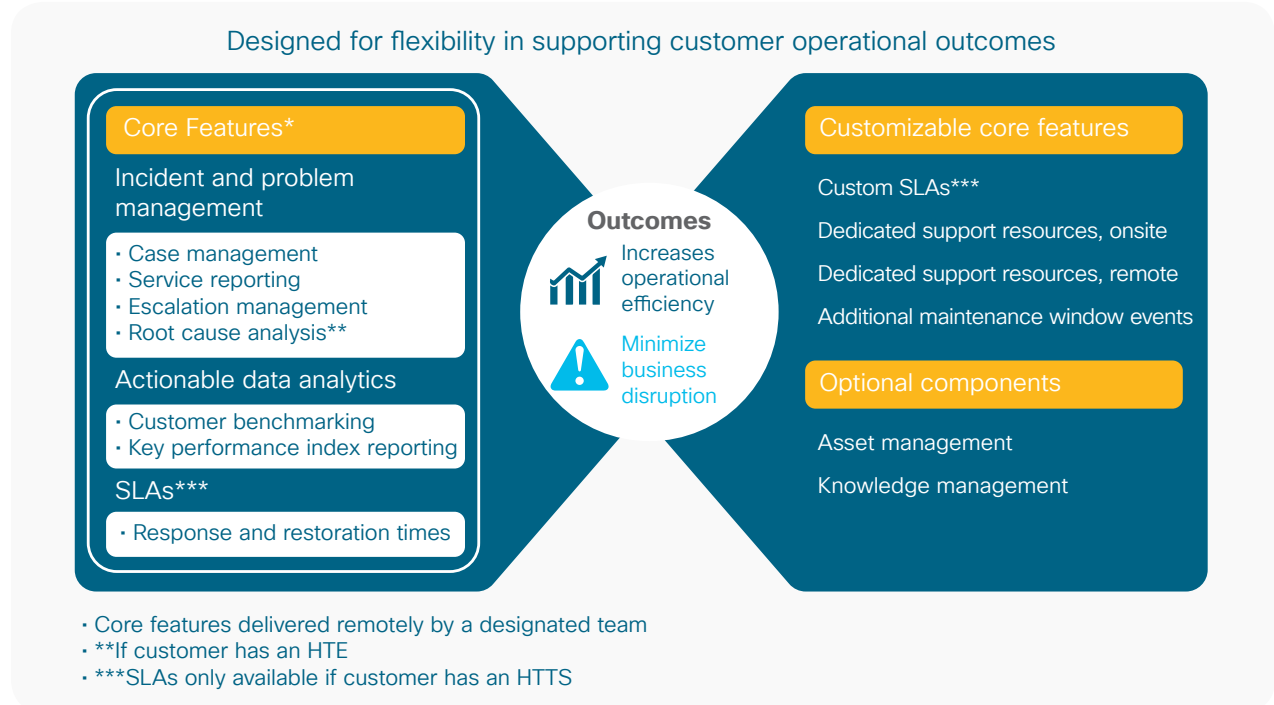 Designed for flexibility in supporting customer operational outcomes
Core Features*
Incident and problem
management
· Case management
· Service reporting
· Escalation management
· Root cause analysis**
Actionable data analytics
· Customer benchmarking
· Key performance index reporting
SLAs***
· Response and restoration times
Outcomes
Increases
operational
efficiency
Minimize
business
disruption
Customizable core features
Custom SLAs***
Dedicated support resources, onsite
Dedicated support resources, remote
Additional maintenance window events
Optional components
Asset management
Knowledge management
· Core features delivered remotely by a designated team
· **If customer has an HTE
· ***SLAs only available if customer has an HTTS